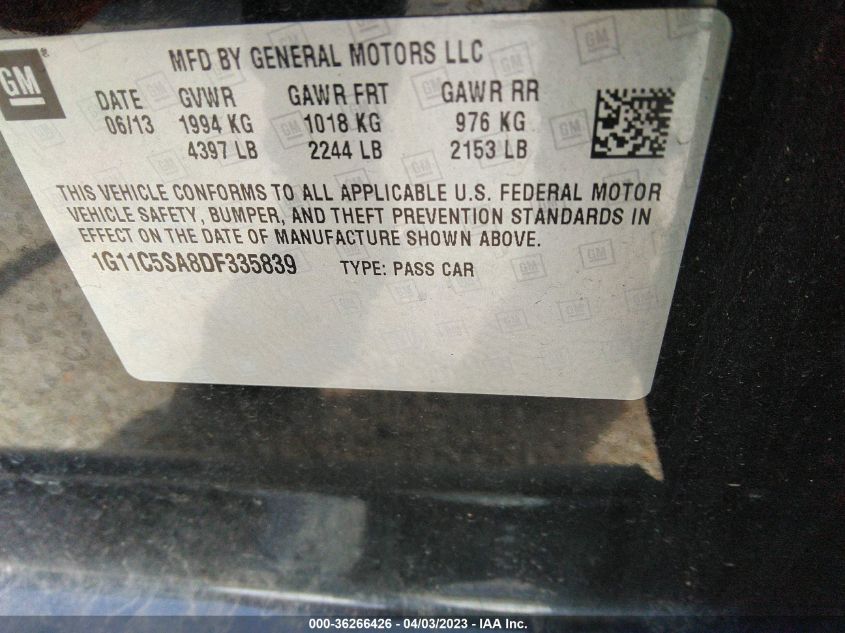 GM
MFD BY GENERAL MOTORS LLC
DATE GVWR GAWR FRT GAWR RR
06/13 1994 KG 1018 KG 976 KG
4397 LB 2244 LB 2153 LB
THIS VEHICLE CONFORMS TO ALL APPLICABLE U.S. FEDERAL MOTOR
VEHICLE SAFETY, BUMPER, AND THEFT PREVENTION STANDARDS IN
EFFECT ON THE DATE OF MANUFACTURE SHOWN ABOVE.
1G11C5SA8DF335839 TYPE: PASS CAR
000-36266426 - 04/03/2023 - IAA Inc.